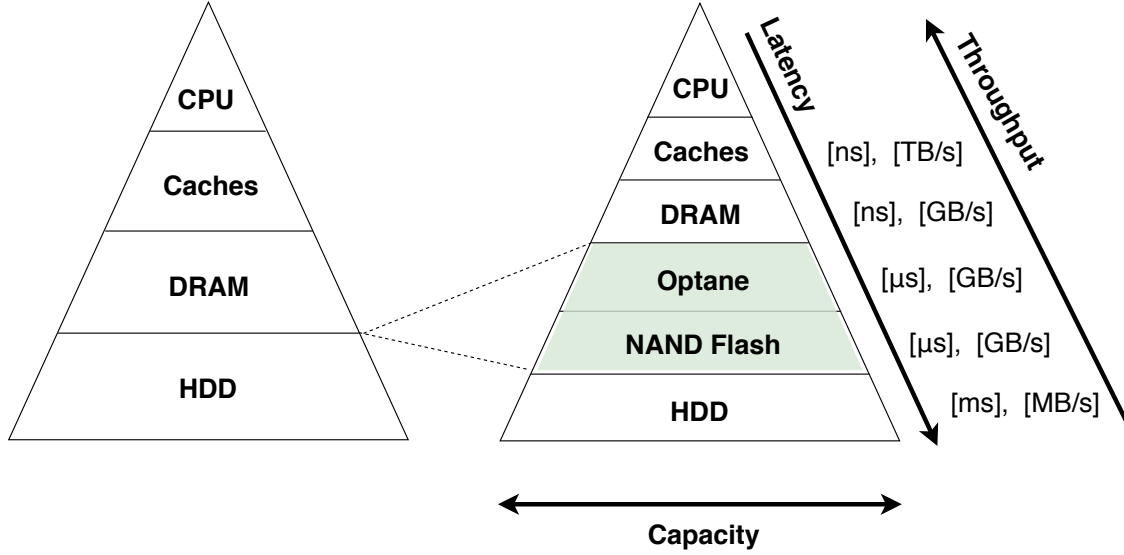 CPU
Caches
DRAM
HDD
CPU
Caches
DRAM
Optane
NAND Flash
HDD
Latency
Throughput
[ns], [TB/s]
[ns], [GB/s]
[µs], [GB/s]
[µs], [GB/s]
[ms], [MB/s]
Capacity